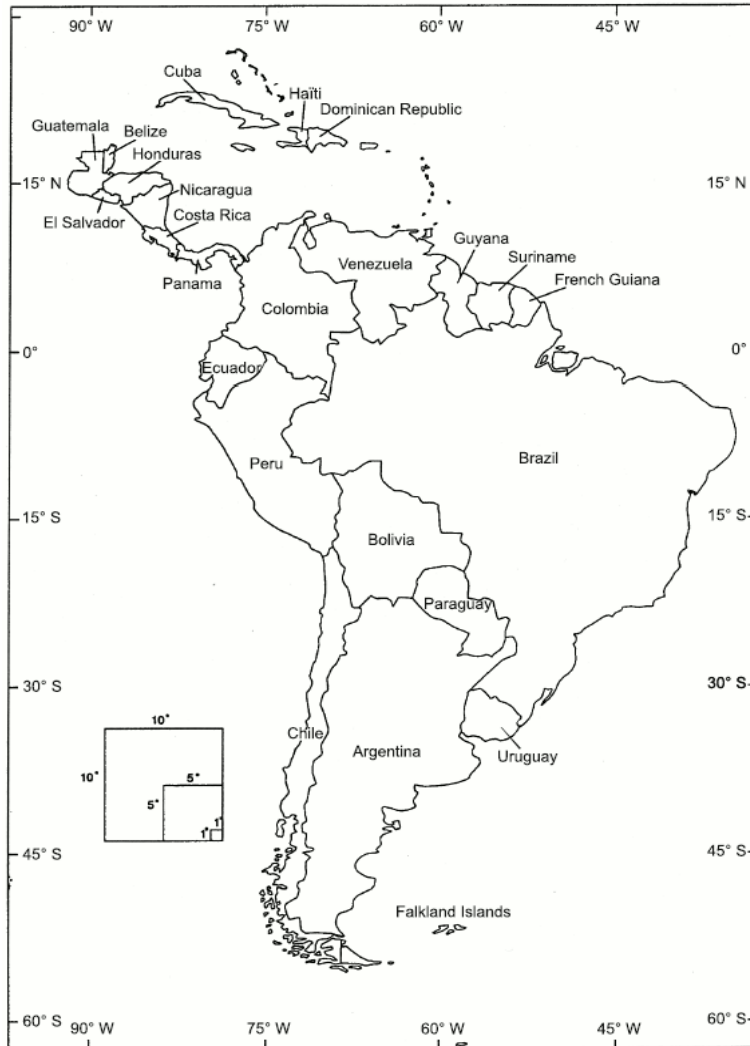 90° W 75° W 60° W 45° W
Cuba
Haïti
Dominican Republic
Guatemala
Belize
Honduras
15° N 15° N
Nicaragua
El Salvador
Costa Rica
Guyana
Suriname
Venezuela
French Guiana
Panama
Colombia
0° 0°
Ecuador
Peru
Brazil
15° S 15° S
Bolivia
Paraguay
30° S 30° S
10°
Chile
Argentina
Uruguay
10°
5°
5°
1°
1°
45° S 45° S
Falkland Islands
60° S 60° S
90° W 75° W 60° W 45° W